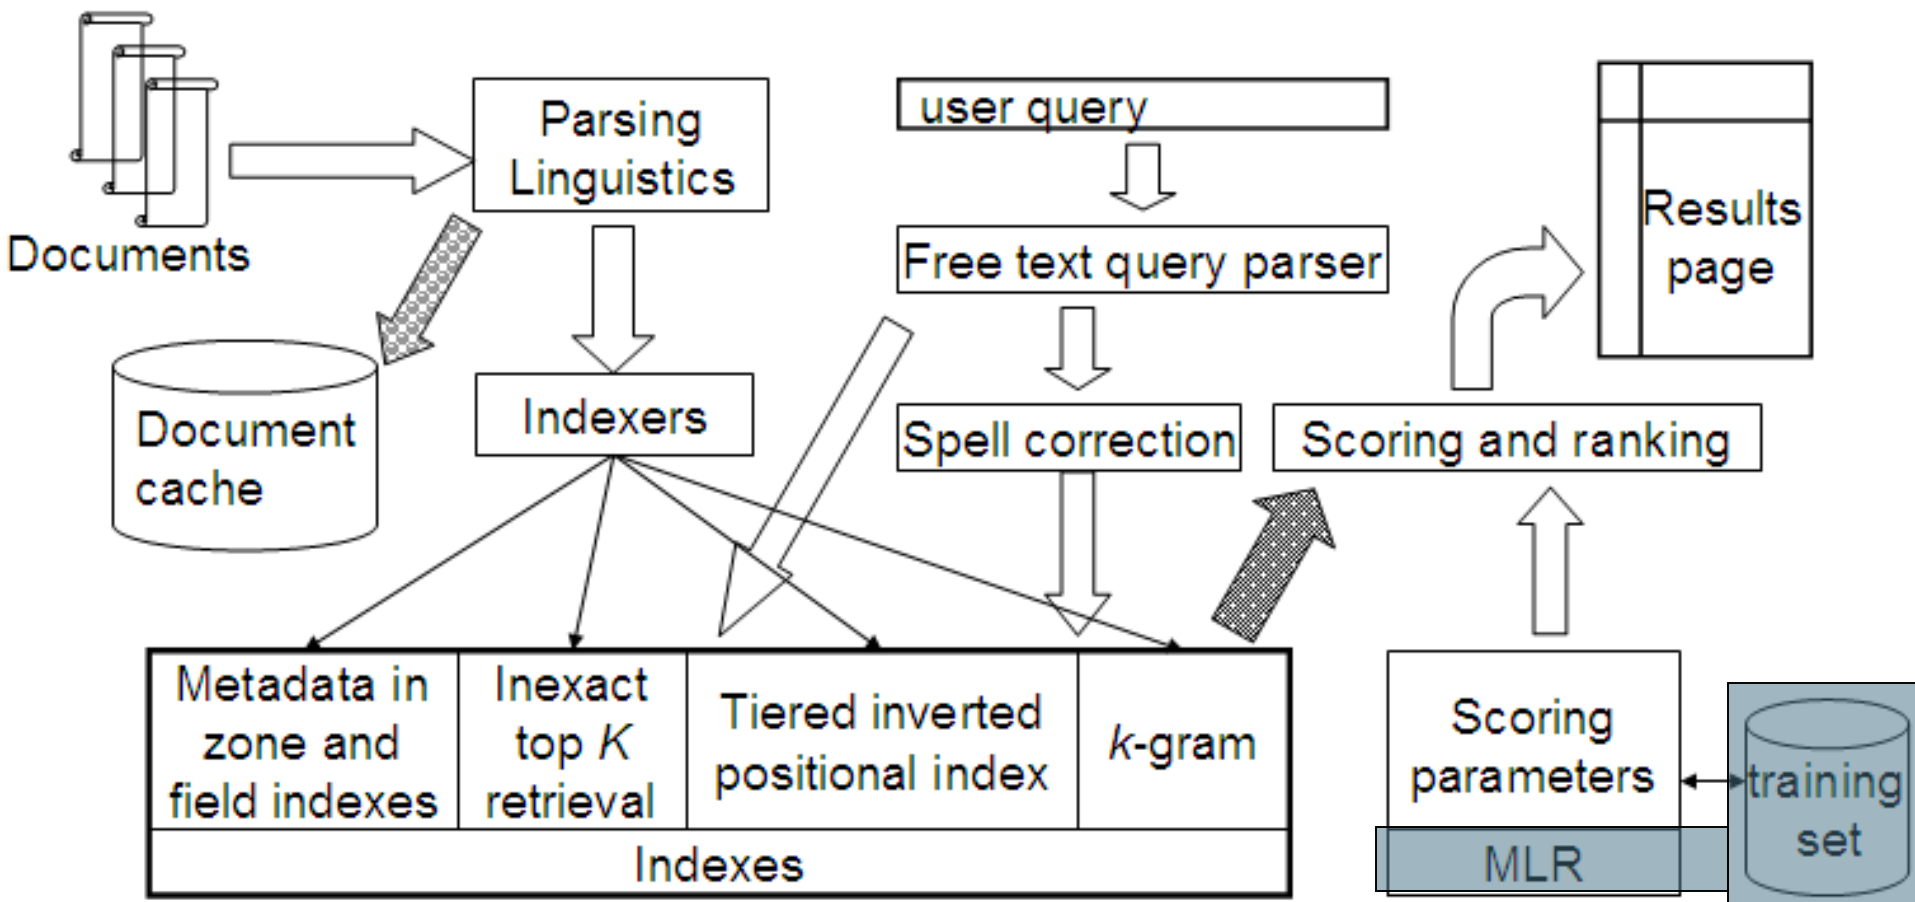 Documents
Parsing
Linguistics
Document
cache
Indexers
user query
Free text query parser
Spell correction
Scoring and ranking
Results
page
Metadata in
zone and
field indexes
Inexact
top K
retrieval
Tiered inverted
positional index
k-gram
Indexes
Scoring
parameters
MLR
training
set